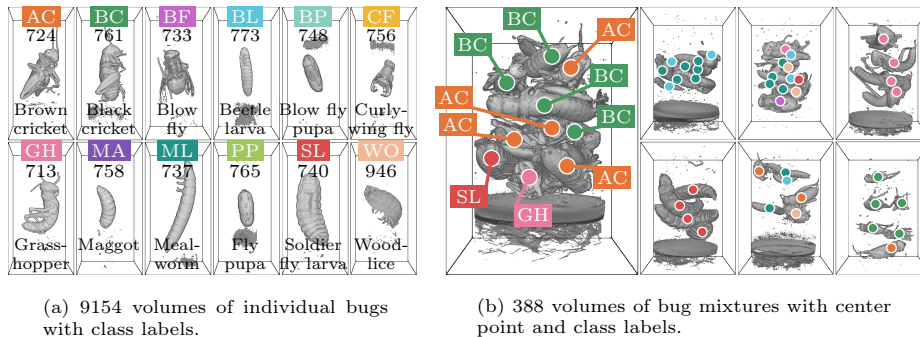 AC BC BF BL BP CF
724 761 733 773 748 756
Brown cricket Black cricket Blow fly Beetle larva Blow fly pupa Curly-wing fly
GH MA ML PP SL WO
713 758 737 765 740 946
Grass-hopper Maggot Meal-worm Fly pupa Soldier fly larva Wood-lice
BC
BC
AC
BC
AC
AC
BC
AC
SL
GH
(a) 9154 volumes of individual bugs
with class labels.
(b) 388 volumes of bug mixtures with center
point and class labels.